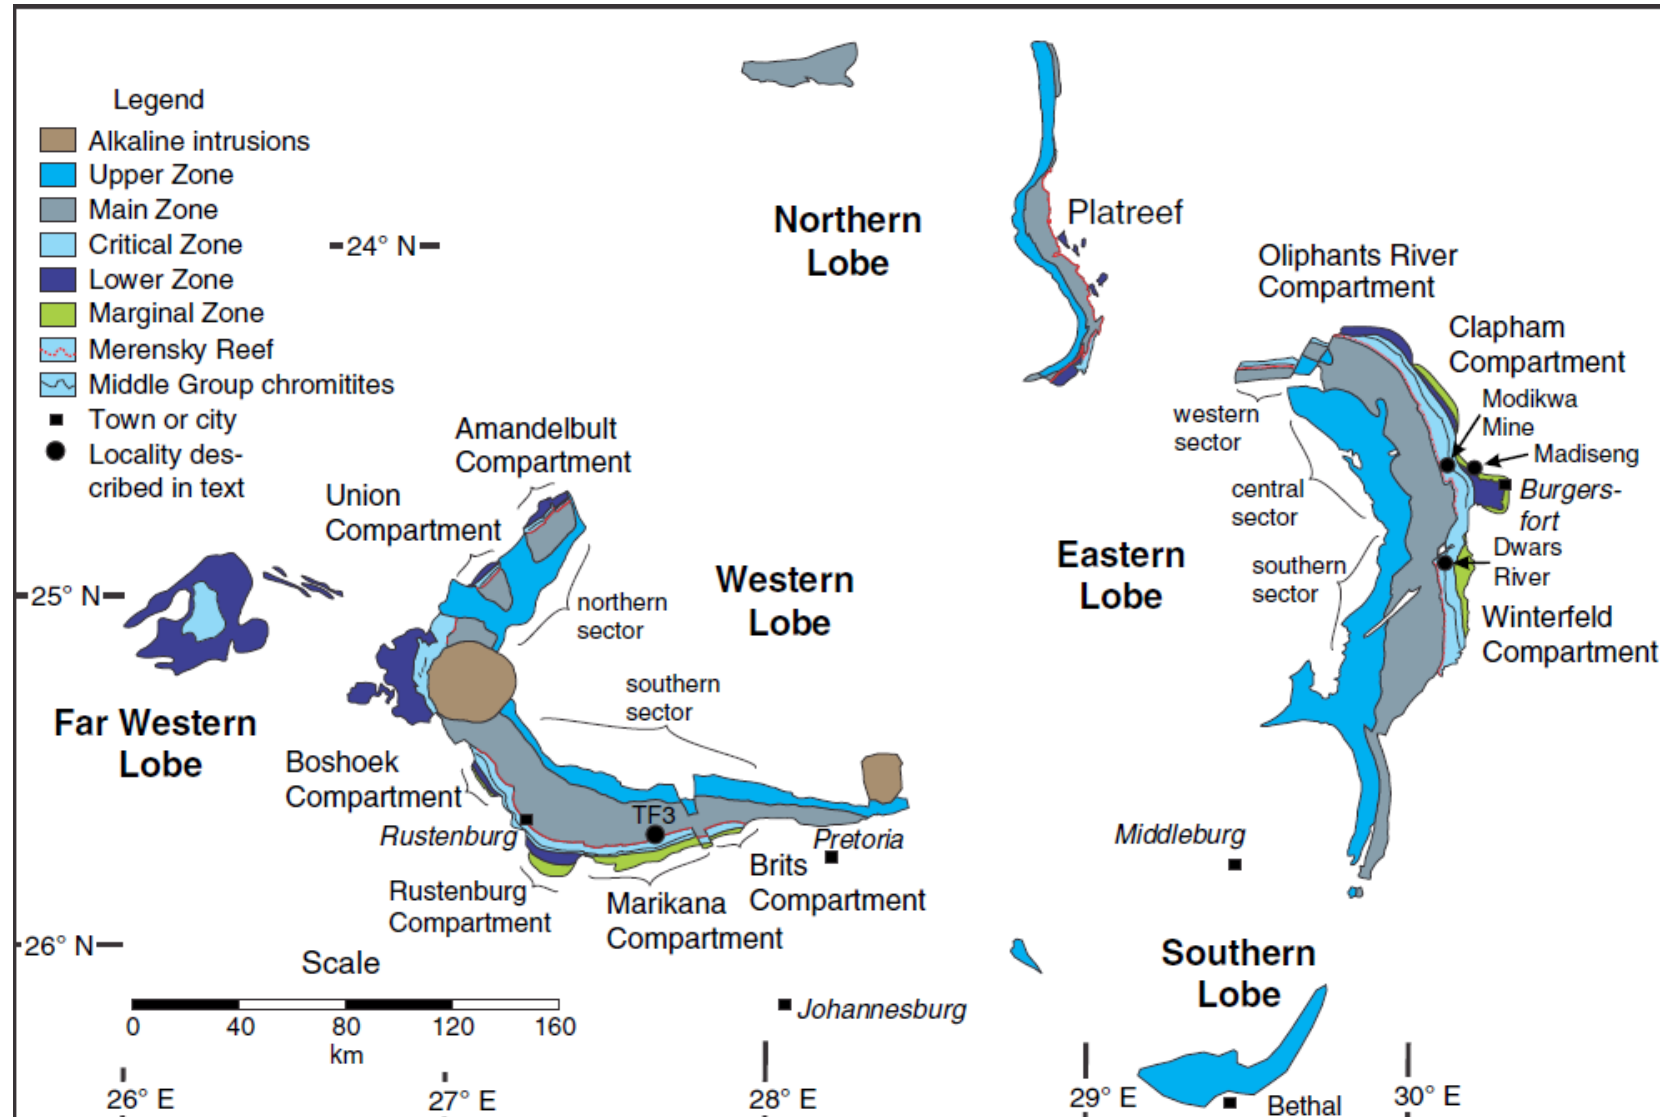 Legend
Alkaline intrusions
Upper Zone
Main Zone
Critical Zone
Lower Zone
Marginal Zone
Merensky Reef
Middle Group chromitites
Town or city
Locality des-
cribed in text
24° N
25° N
26° N
Northern
Lobe
Platreef
Oliphants River
Compartment
Clapham
Compartment
Modikwa
Mine
Madiseng
Burgers-
fort
Dwars
River
Winterfeld
Compartment
western
sector
central
sector
southern
sector
Eastern
Lobe
Amandelbult
Compartment
Union
Compartment
northern
sector
Western
Lobe
southern
sector
Far Western
Lobe
Boshoek
Compartment
Rustenburg
TF3
Pretoria
Brits
Compartment
Rustenburg
Compartment
Marikana
Compartment
Middleburg
Southern
Lobe
Johannesburg
Bethal
Scale
0 40 80 120 160
km
26° E 27° E 28° E 29° E 30° E